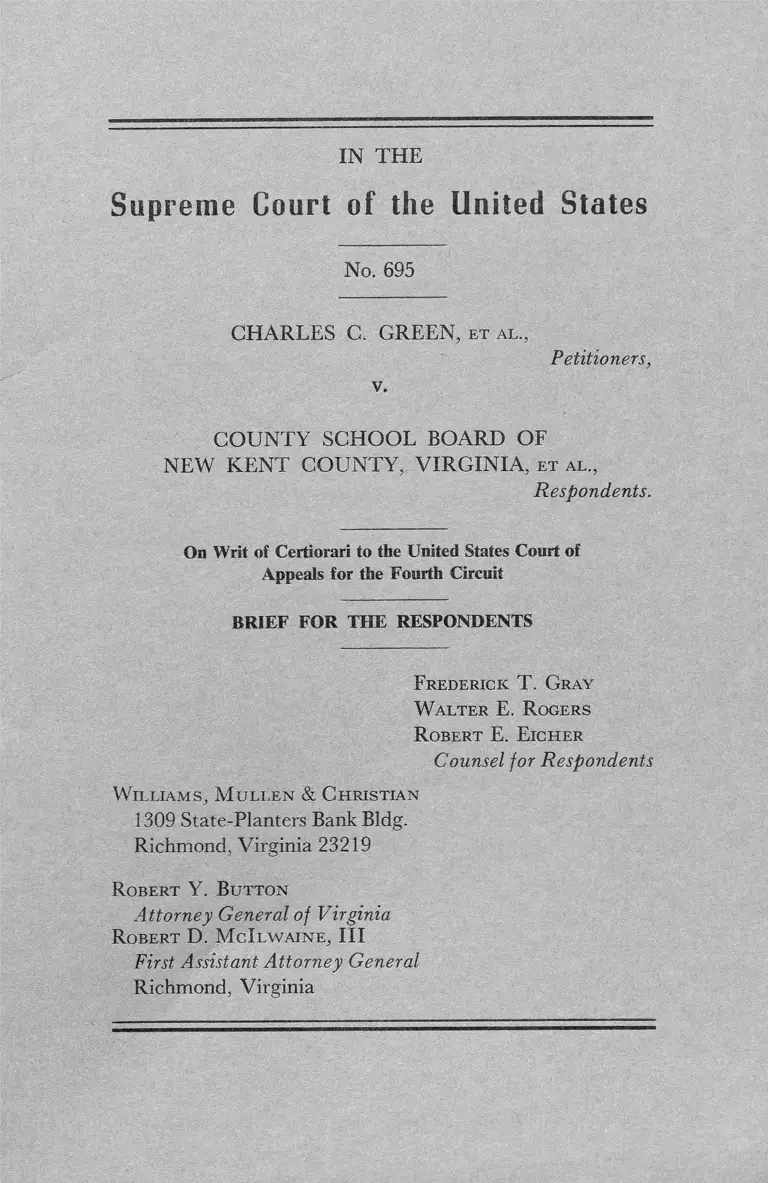 IN THE
Supreme Court of the United States
No. 695
CHARLES C. GREEN, ET AL.,
Petitioners,
v.
COUNTY SCHOOL BOARD OF
NEW KENT COUNTY, VIRGINIA, ET AL.,
Respondents.
On Writ of Certiorari to the United States Court of
Appeals for the Fourth Circuit
BRIEF FOR THE RESPONDENTS
FREDERICK T. GRAY
WALTER E. ROGERS
ROBERT E. EICHER
Counsel for Respondents
WILLIAMS, MULLEN & CHRISTIAN
1309 State-Planters Bank Bldg.
Richmond, Virginia 23219
ROBERT Y. BUTTON
Attorney General of Virginia
ROBERT D. MCILWAINE, III
First Assistant Attorney General
Richmond, Virginia